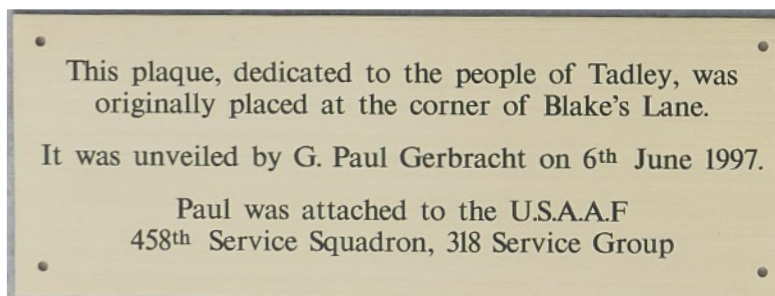 This plaque, dedicated to the people of Tadley, was
originally placed at the corner of Blake's Lane.
It was unveiled by G. Paul Gerbracht on 6th June 1997.
Paul was attached to the U.S.A.A.F
458th Service Squadron, 318 Service Group